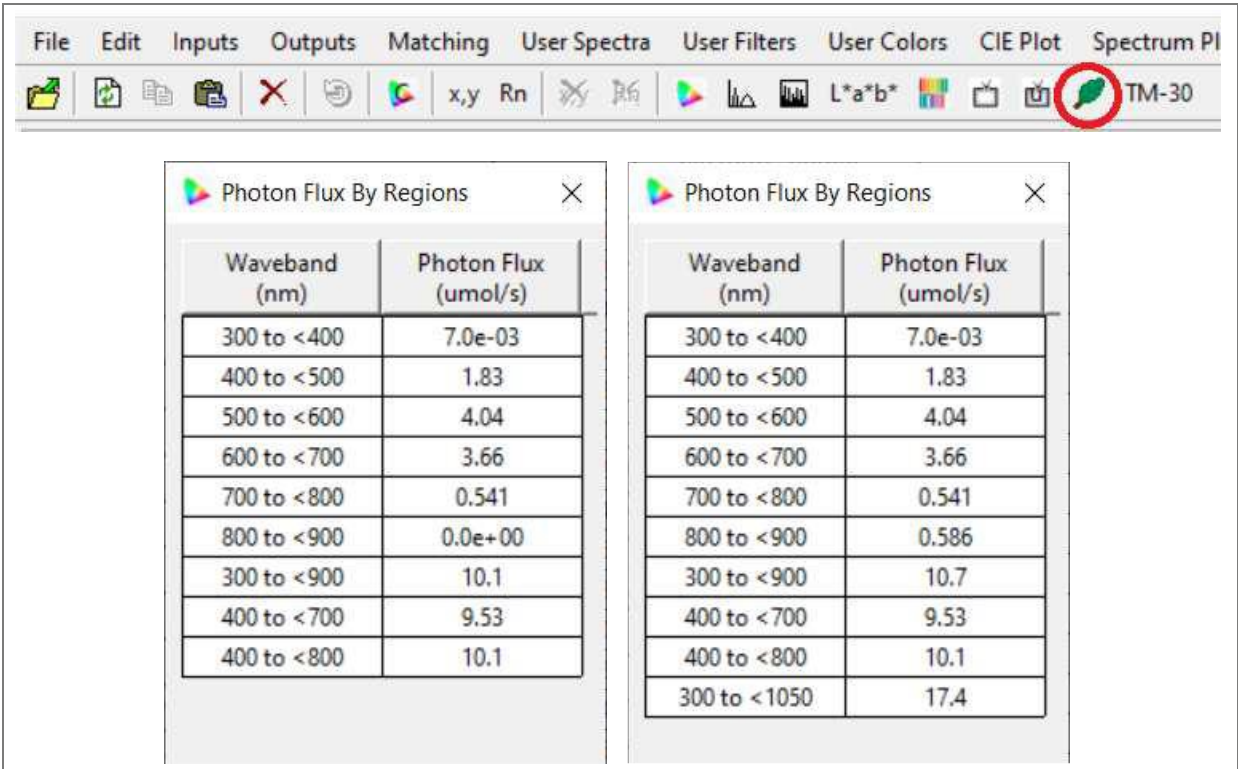 File Edit Inputs Outputs Matching User Spectra User Filters User Colors CIE Plot Spectrum Pl
x,y Rn L*a*b* TM-30
Photon Flux By Regions
Waveband Photon Flux
(nm) (umol/s)
300 to <400 7.0e-03
400 to <500 1.83
500 to <600 4.04
600 to <700 3.66
700 to <800 0.541
800 to <900 0.0e+00
300 to <900 10.1
400 to <700 9.53
400 to <800 10.1
Photon Flux By Regions
Waveband Photon Flux
(nm) (umol/s)
300 to <400 7.0e-03
400 to <500 1.83
500 to <600 4.04
600 to <700 3.66
700 to <800 0.541
800 to <900 0.586
300 to <900 10.7
400 to <700 9.53
400 to <800 10.1
300 to <1050 17.4